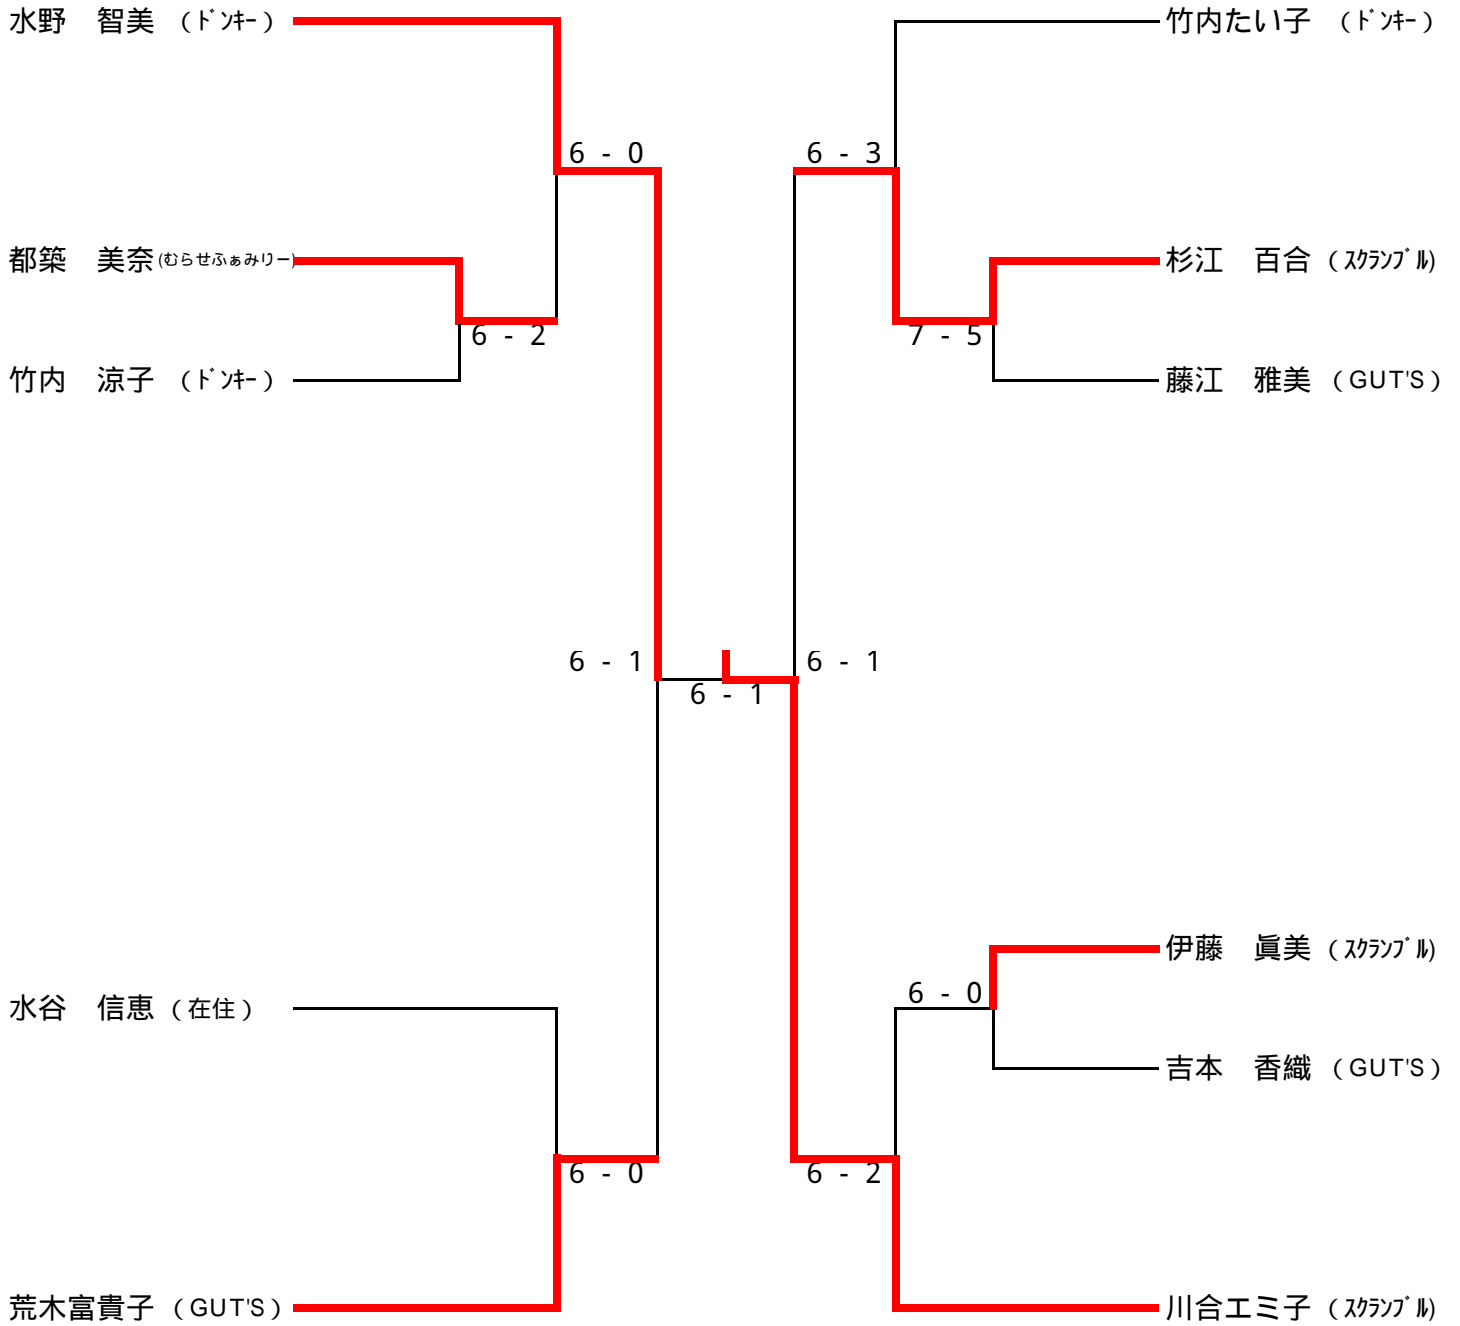 水野　智美　（ﾄﾞﾝｷｰ）
竹内たい子　（ﾄﾞﾝｷｰ）
6 - 0
6 - 3
都築　美奈(むらせふぁみりー)
杉江　百合（ｽｸﾗﾝﾌﾞﾙ)
6 - 2
7 - 5
竹内　涼子　（ﾄﾞﾝｷｰ）
藤江　雅美　（GUT'S）
6 - 1
6 - 1
6 - 1
伊藤　眞美（ｽｸﾗﾝﾌﾞﾙ)
6 - 0
水谷　信恵（在住）
吉本　香織　（GUT'S）
6 - 0
6 - 2
荒木富貴子　（GUT'S）
川合エミ子（ｽｸﾗﾝﾌﾞﾙ)